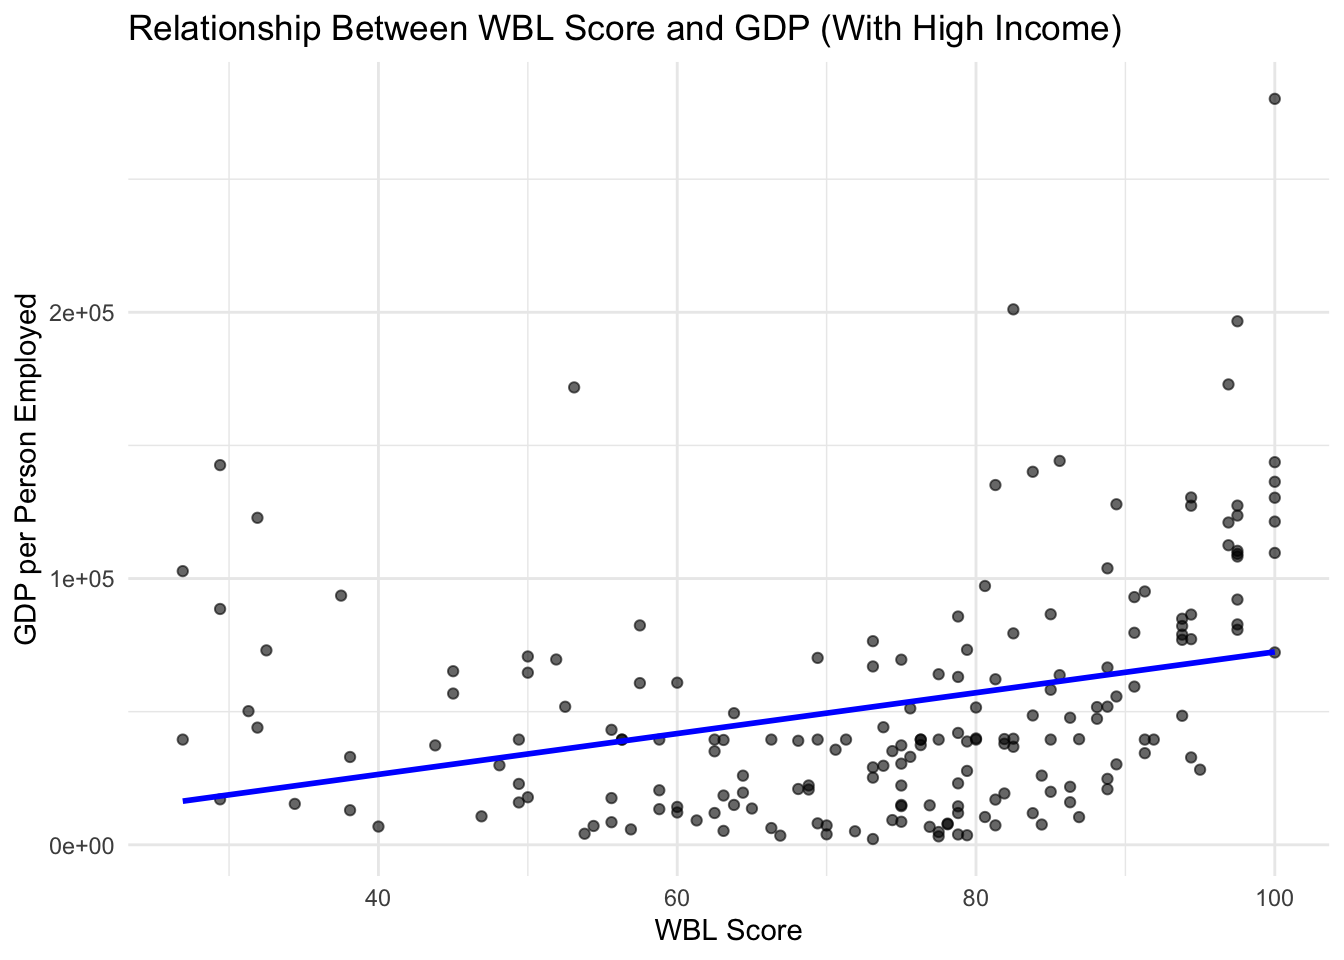 Relationship Between WBL Score and GDP (With High Income)
GDP per Person Employed
2e+05
1e+05
0e+00
40 60 80 100
WBL Score